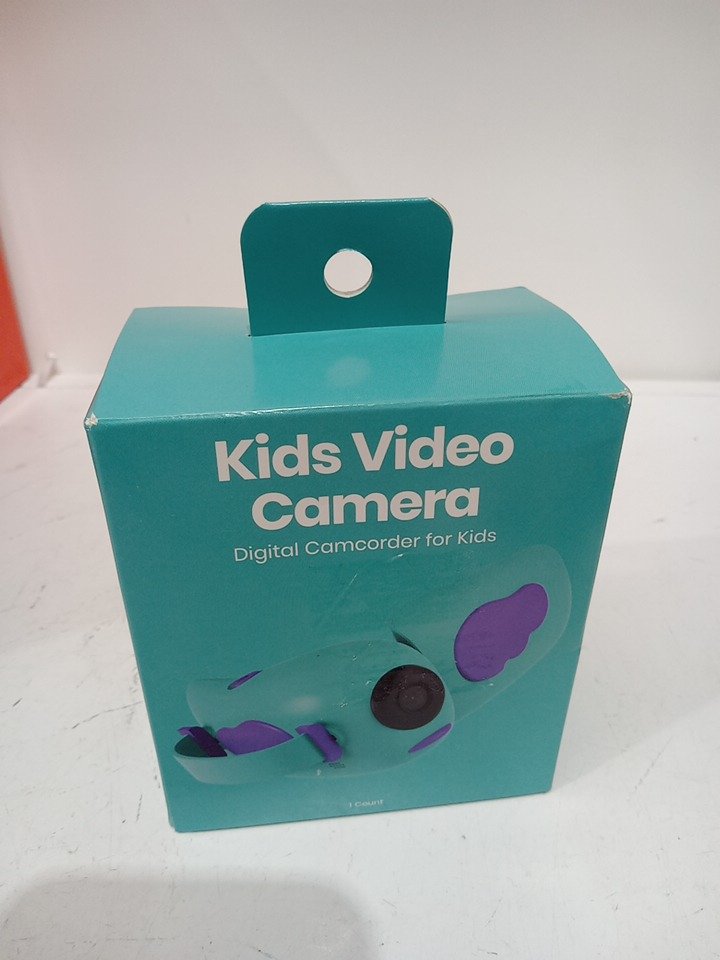 Kids Video
Camera
Digital Camcorder for Kids
1 Count